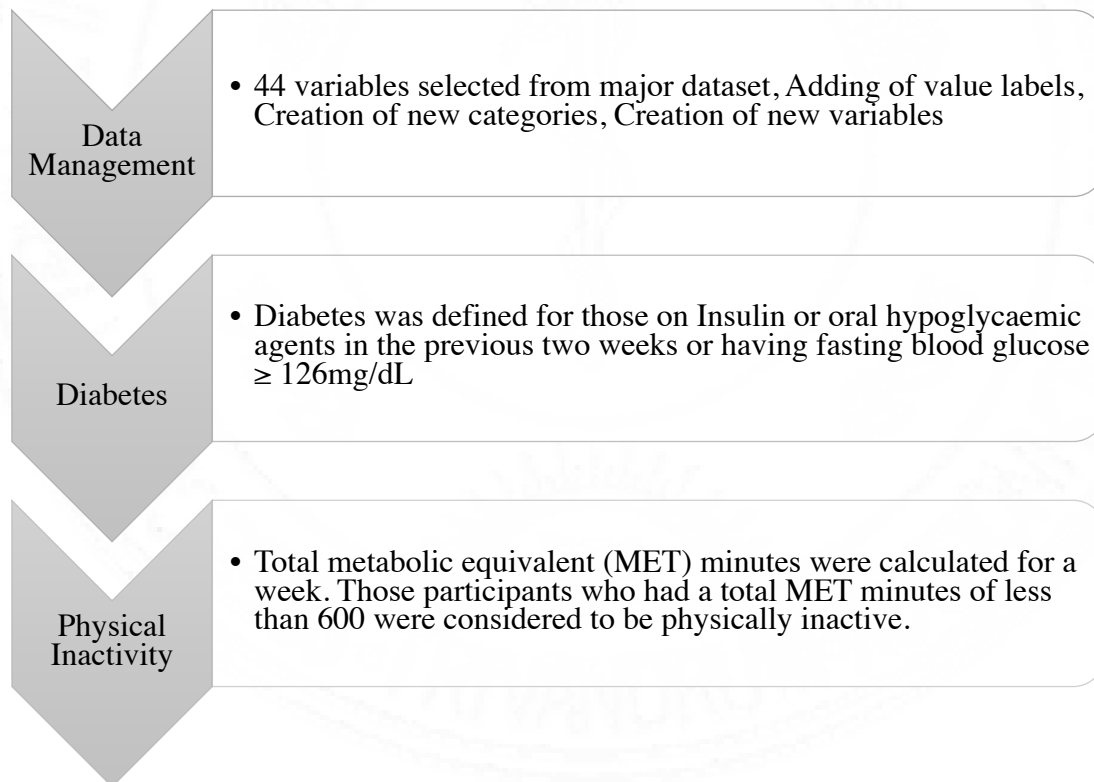 Data
Management
• 44 variables selected from major dataset, Adding of value labels,
Creation of new categories, Creation of new variables
Diabetes
• Diabetes was defined for those on Insulin or oral hypoglycaemic
agents in the previous two weeks or having fasting blood glucose
≥ 126mg/dL
Physical
Inactivity
• Total metabolic equivalent (MET) minutes were calculated for a
week. Those participants who had a total MET minutes of less
than 600 were considered to be physically inactive.